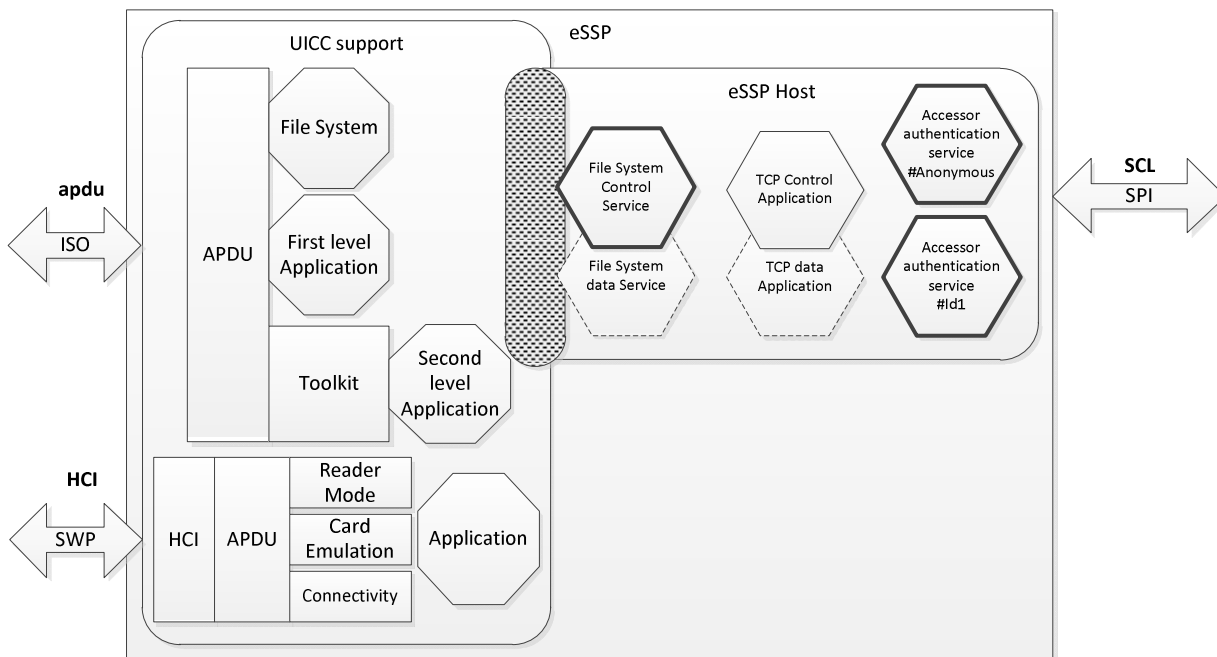 eSSP
UICC support
eSSP Host
File System
First level
Application
APDU
Toolkit
Second
level
Application
File System
Control
Service
File System
data Service
TCP Control
Application
TCP data
Application
Accessor
authentication
service
#Anonymous
Accessor
authentication
service
#Id1
apdu
ISO
SCL
SPI
HCI
SWP
HCI
APDU
Reader
Mode
Card
Emulation
Connectivity
Application